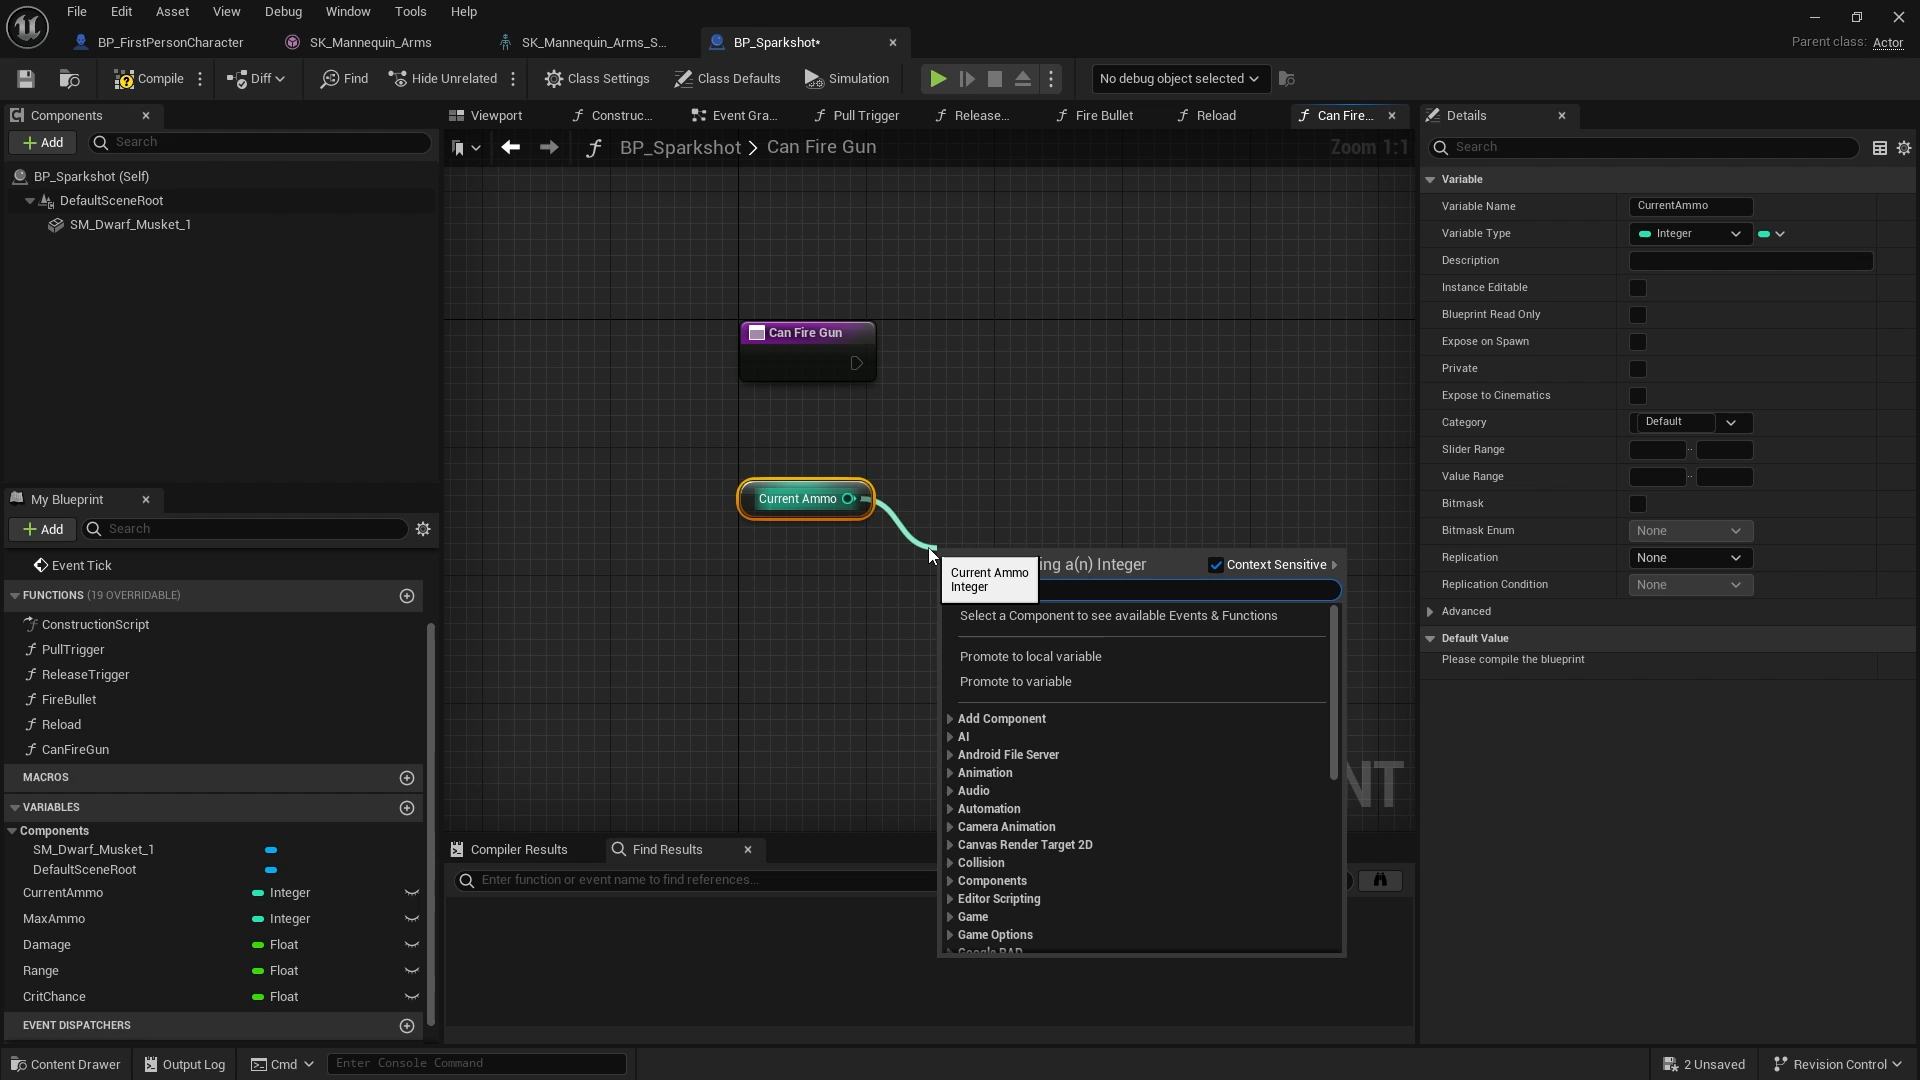 File Edit Asset View Debug Window Tools Help
BP_FirstPersonCharacter SK_Mannequin_Arms SK_Mannequin_Arms_S... BP_Sparkshot*
Parent class: Actor
Compile Diff Find Hide Unrelated Class Settings Class Defaults Simulation No debug object selected
Components
Add Search
BP_Sparkshot (Self)
DefaultSceneRoot
SM_Dwarf_Musket_1
Viewport Construc... Event Gra... Pull Trigger Release... Fire Bullet Reload Can Fire...
BP_Sparkshot > Can Fire Gun
Zoom 1:1
Can Fire Gun
Current Ammo
Current Ammo
Integer
ing a(n) Integer Context Sensitive
Select a Component to see available Events & Functions
Promote to local variable
Promote to variable
Add Component
AI
Android File Server
Animation
Audio
Automation
Camera Animation
Canvas Render Target 2D
Collision
Components
Editor Scripting
Game
Game Options
NT
My Blueprint
Add Search
Event Tick
FUNCTIONS (19 OVERRIDABLE)
ConstructionScript
PullTrigger
ReleaseTrigger
FireBullet
Reload
CanFireGun
MACROS
VARIABLES
Components
SM_Dwarf_Musket_1
DefaultSceneRoot
CurrentAmmo Integer
MaxAmmo Integer
Damage Float
Range Float
CritChance Float
EVENT DISPATCHERS
Compiler Results Find Results
Enter function or event name to find references...
Details
Search
Variable
Variable Name CurrentAmmo
Variable Type Integer
Description
Instance Editable
Blueprint Read Only
Expose on Spawn
Private
Expose to Cinematics
Category Default
Slider Range ..
Value Range ..
Bitmask
Bitmask Enum None
Replication None
Replication Condition None
Advanced
Default Value
Please compile the blueprint
Content Drawer Output Log Cmd Enter Console Command 2 Unsaved Revision Control